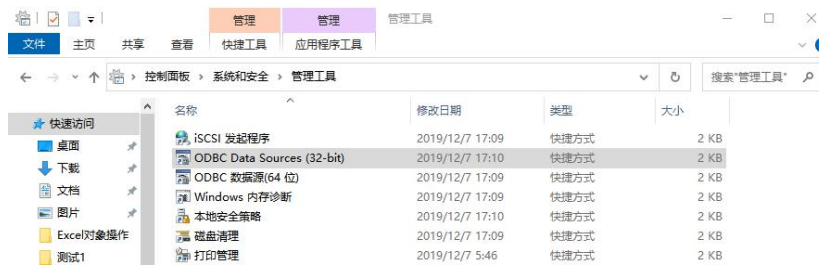 管理 管理 管理工具
文件 主页 共享 查看 快捷工具 应用程序工具
控制面板 › 系统和安全 › 管理工具 搜索"管理工具"
名称 修改日期 类型 大小
快速访问
iSCSI 发起程序 2019/12/7 17:09 快捷方式 2 KB
桌面
ODBC Data Sources (32-bit) 2019/12/7 17:10 快捷方式 2 KB
下载
ODBC 数据源(64 位) 2019/12/7 17:09 快捷方式 2 KB
文档
Windows 内存诊断 2019/12/7 17:09 快捷方式 2 KB
图片
本地安全策略 2019/12/7 17:10 快捷方式 2 KB
Excel对象操作
磁盘清理 2019/12/7 17:09 快捷方式 2 KB
测试1
打印管理 2019/12/7 5:46 快捷方式 2 KB